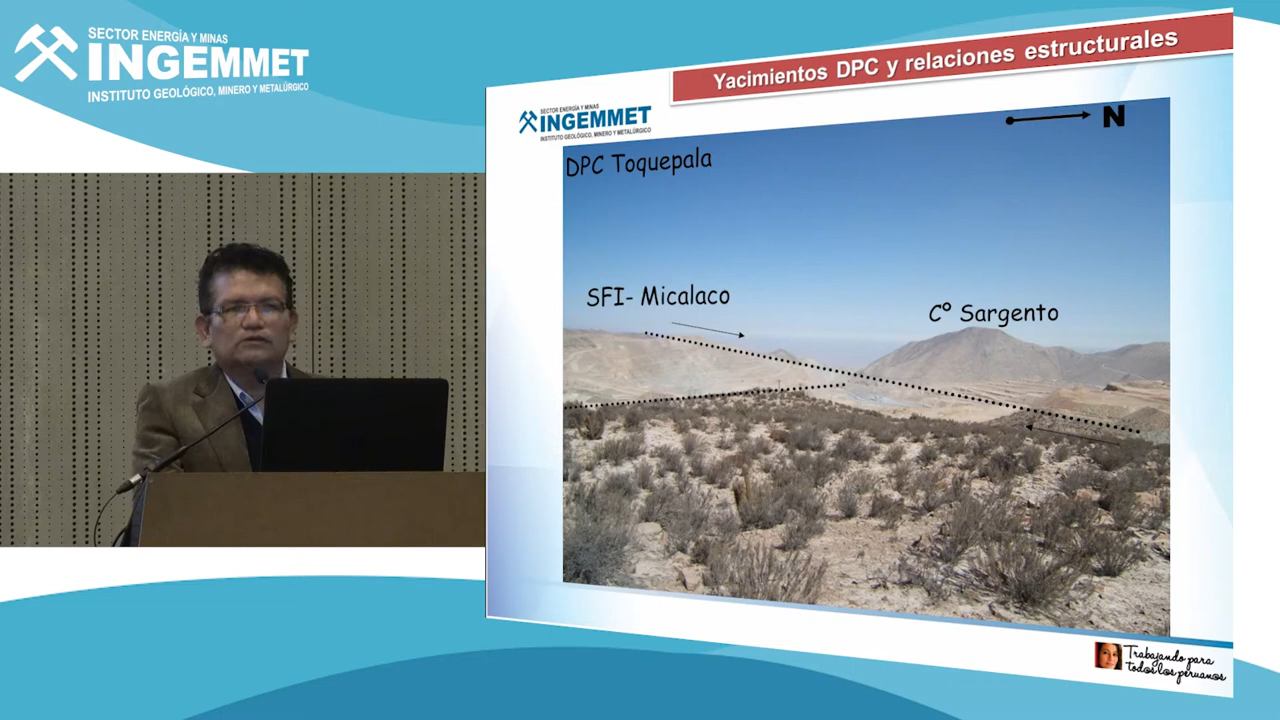 SECTOR ENERGÍA Y MINAS
INGEMMET
INSTITUTO GEOLÓGICO, MINERO Y METALÚRGICO
Yacimientos DPC y relaciones estructurales
SECTOR ENERGÍA Y MINAS
INGEMMET
INSTITUTO GEOLÓGICO, MINERO Y METALÚRGICO
N
DPC Toquepala
SFI- Micalaco
Cº Sargento
Trabajando para
todos los peruanos